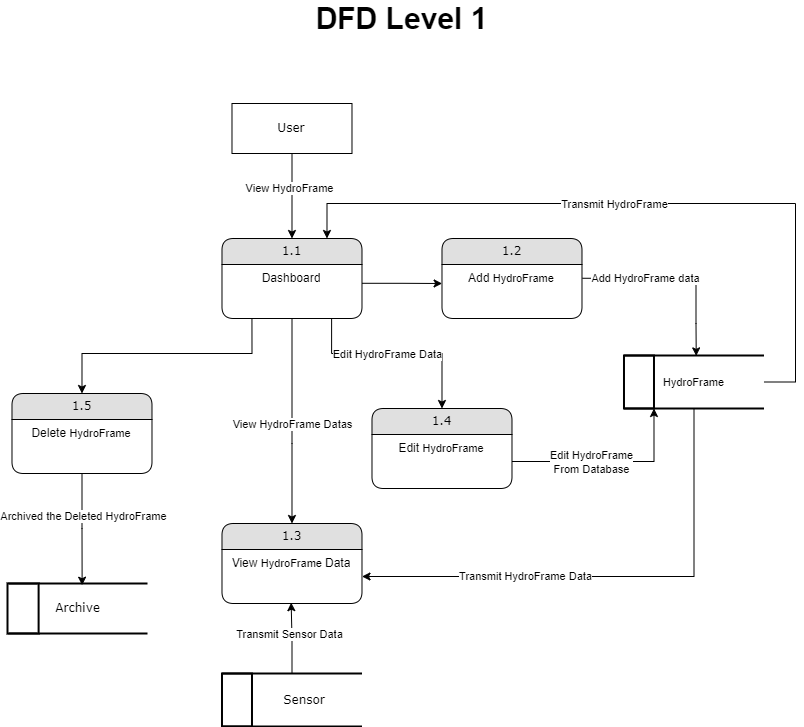 DFD Level 1
User
View HydroFrame
Transmit HydroFrame
1.1
Dashboard
1.2
Add HydroFrame
Add HydroFrame data
Edit HydroFrame Data
HydroFrame
1.5
Delete HydroFrame
View HydroFrame Datas
1.4
Edit HydroFrame
Edit HydroFrame
From Database
Archived the Deleted HydroFrame
1.3
View HydroFrame Data
Transmit HydroFrame Data
Archive
Transmit Sensor Data
Sensor